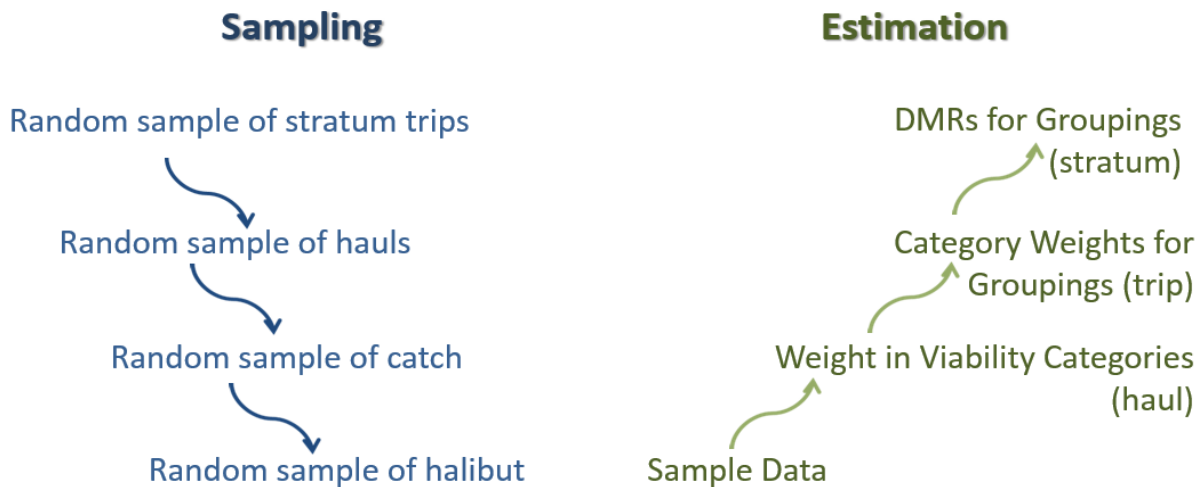 Sampling
Random sample of stratum trips
Random sample of hauls
Random sample of catch
Random sample of halibut
Estimation
DMRs for Groupings
(stratum)
Category Weights for
Groupings (trip)
Weight in Viability Categories
(haul)
Sample Data